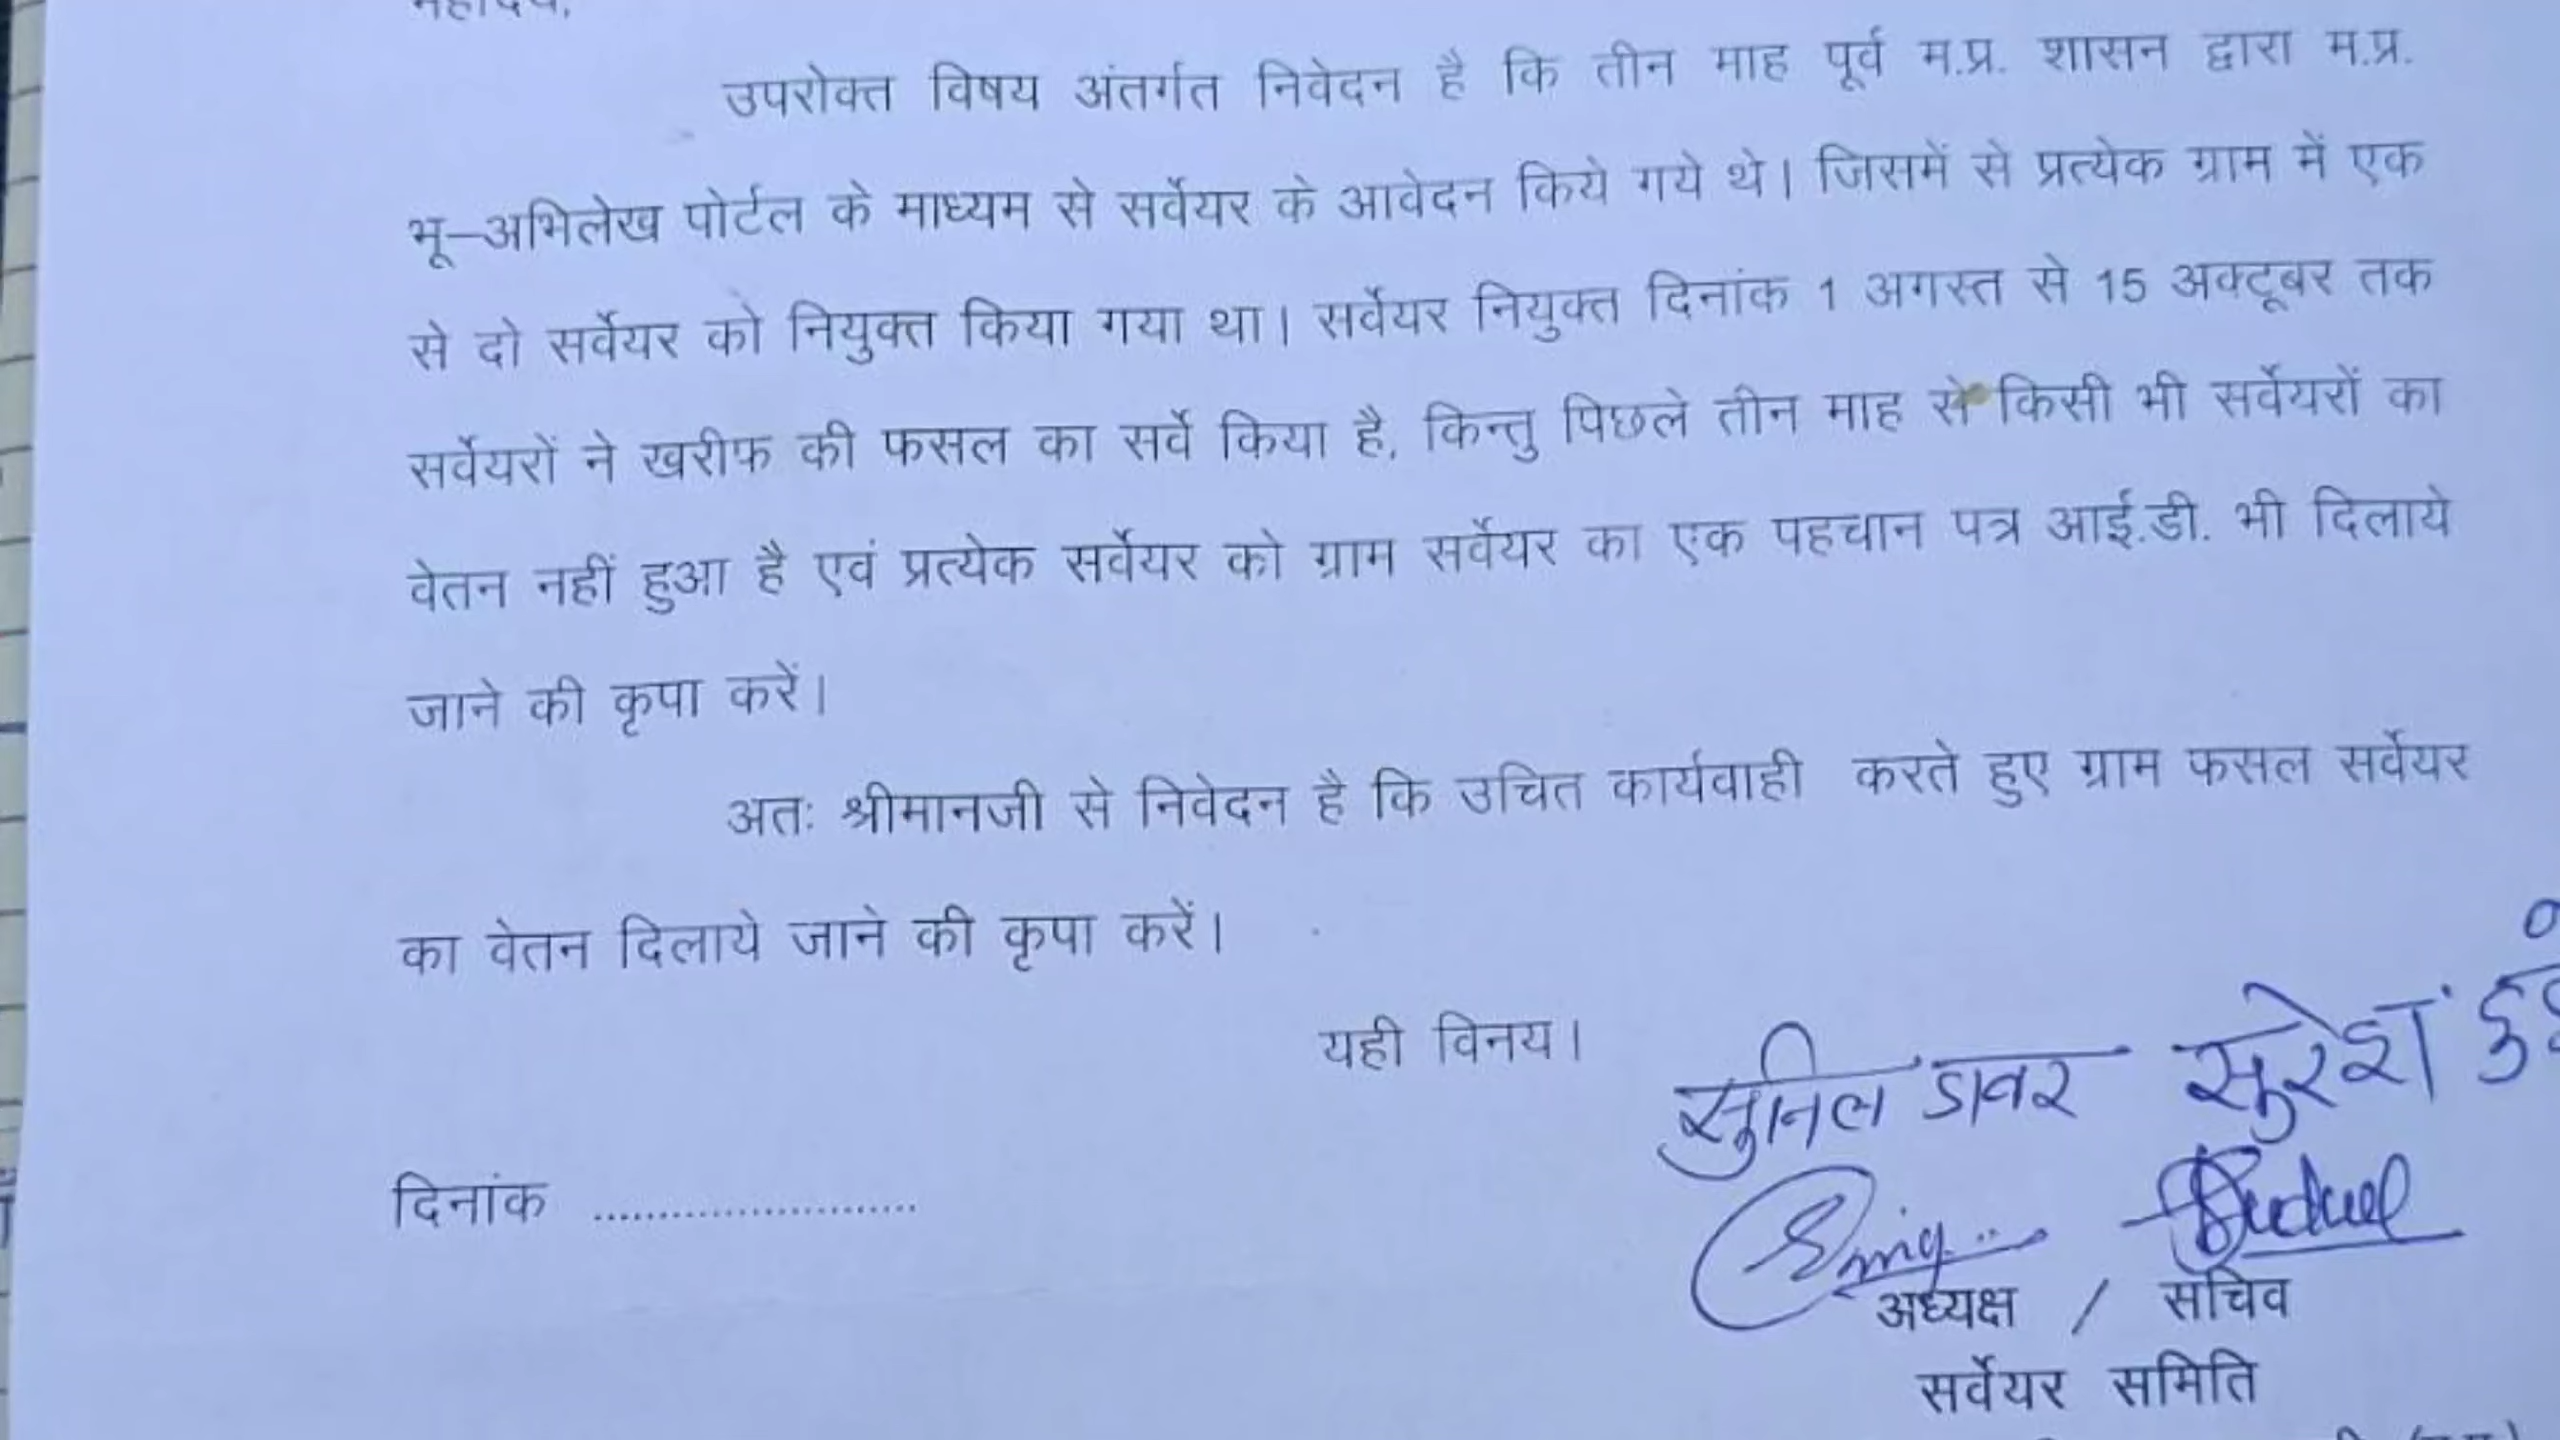 महोदय,
उपरोक्त विषय अंतर्गत निवेदन है कि तीन माह पूर्व म.प्र. शासन द्वारा म.प्र.
भू–अभिलेख पोर्टल के माध्यम से सर्वेयर के आवेदन किये गये थे। जिसमें से प्रत्येक ग्राम में एक
से दो सर्वेयर को नियुक्त किया गया था। सर्वेयर नियुक्त दिनांक 1 अगस्त से 15 अक्टूबर तक
सर्वेयरों ने खरीफ की फसल का सर्वे किया है, किन्तु पिछले तीन माह से किसी भी सर्वेयरों का
वेतन नहीं हुआ है एवं प्रत्येक सर्वेयर को ग्राम सर्वेयर का एक पहचान पत्र आई.डी. भी दिलाये
जाने की कृपा करें।
अतः श्रीमानजी से निवेदन है कि उचित कार्यवाही करते हुए ग्राम फसल सर्वेयर
का वेतन दिलाये जाने की कृपा करें।
यही विनय।
सुनिल डावर सुरेश
दिनांक ........................
अध्यक्ष / सचिव
सर्वेयर समिति